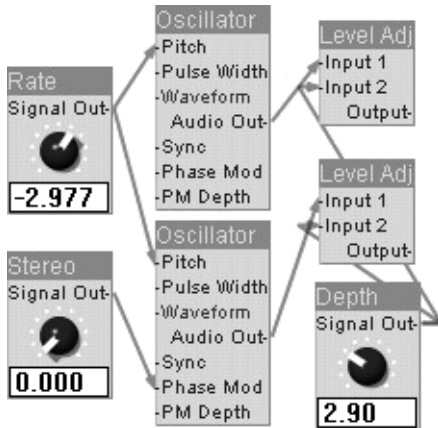 Rate
Signal Out
-2.977
Stereo
Signal Out
0.000
Oscillator
Pitch
Pulse Width
Waveform
Audio Out
Sync
Phase Mod
PM Depth
Oscillator
Pitch
Pulse Width
Waveform
Audio Out
Sync
Phase Mod
PM Depth
Level Adj
Input 1
Input 2
Output
Level Adj
Input 1
Input 2
Output
Depth
Signal Out
2.90